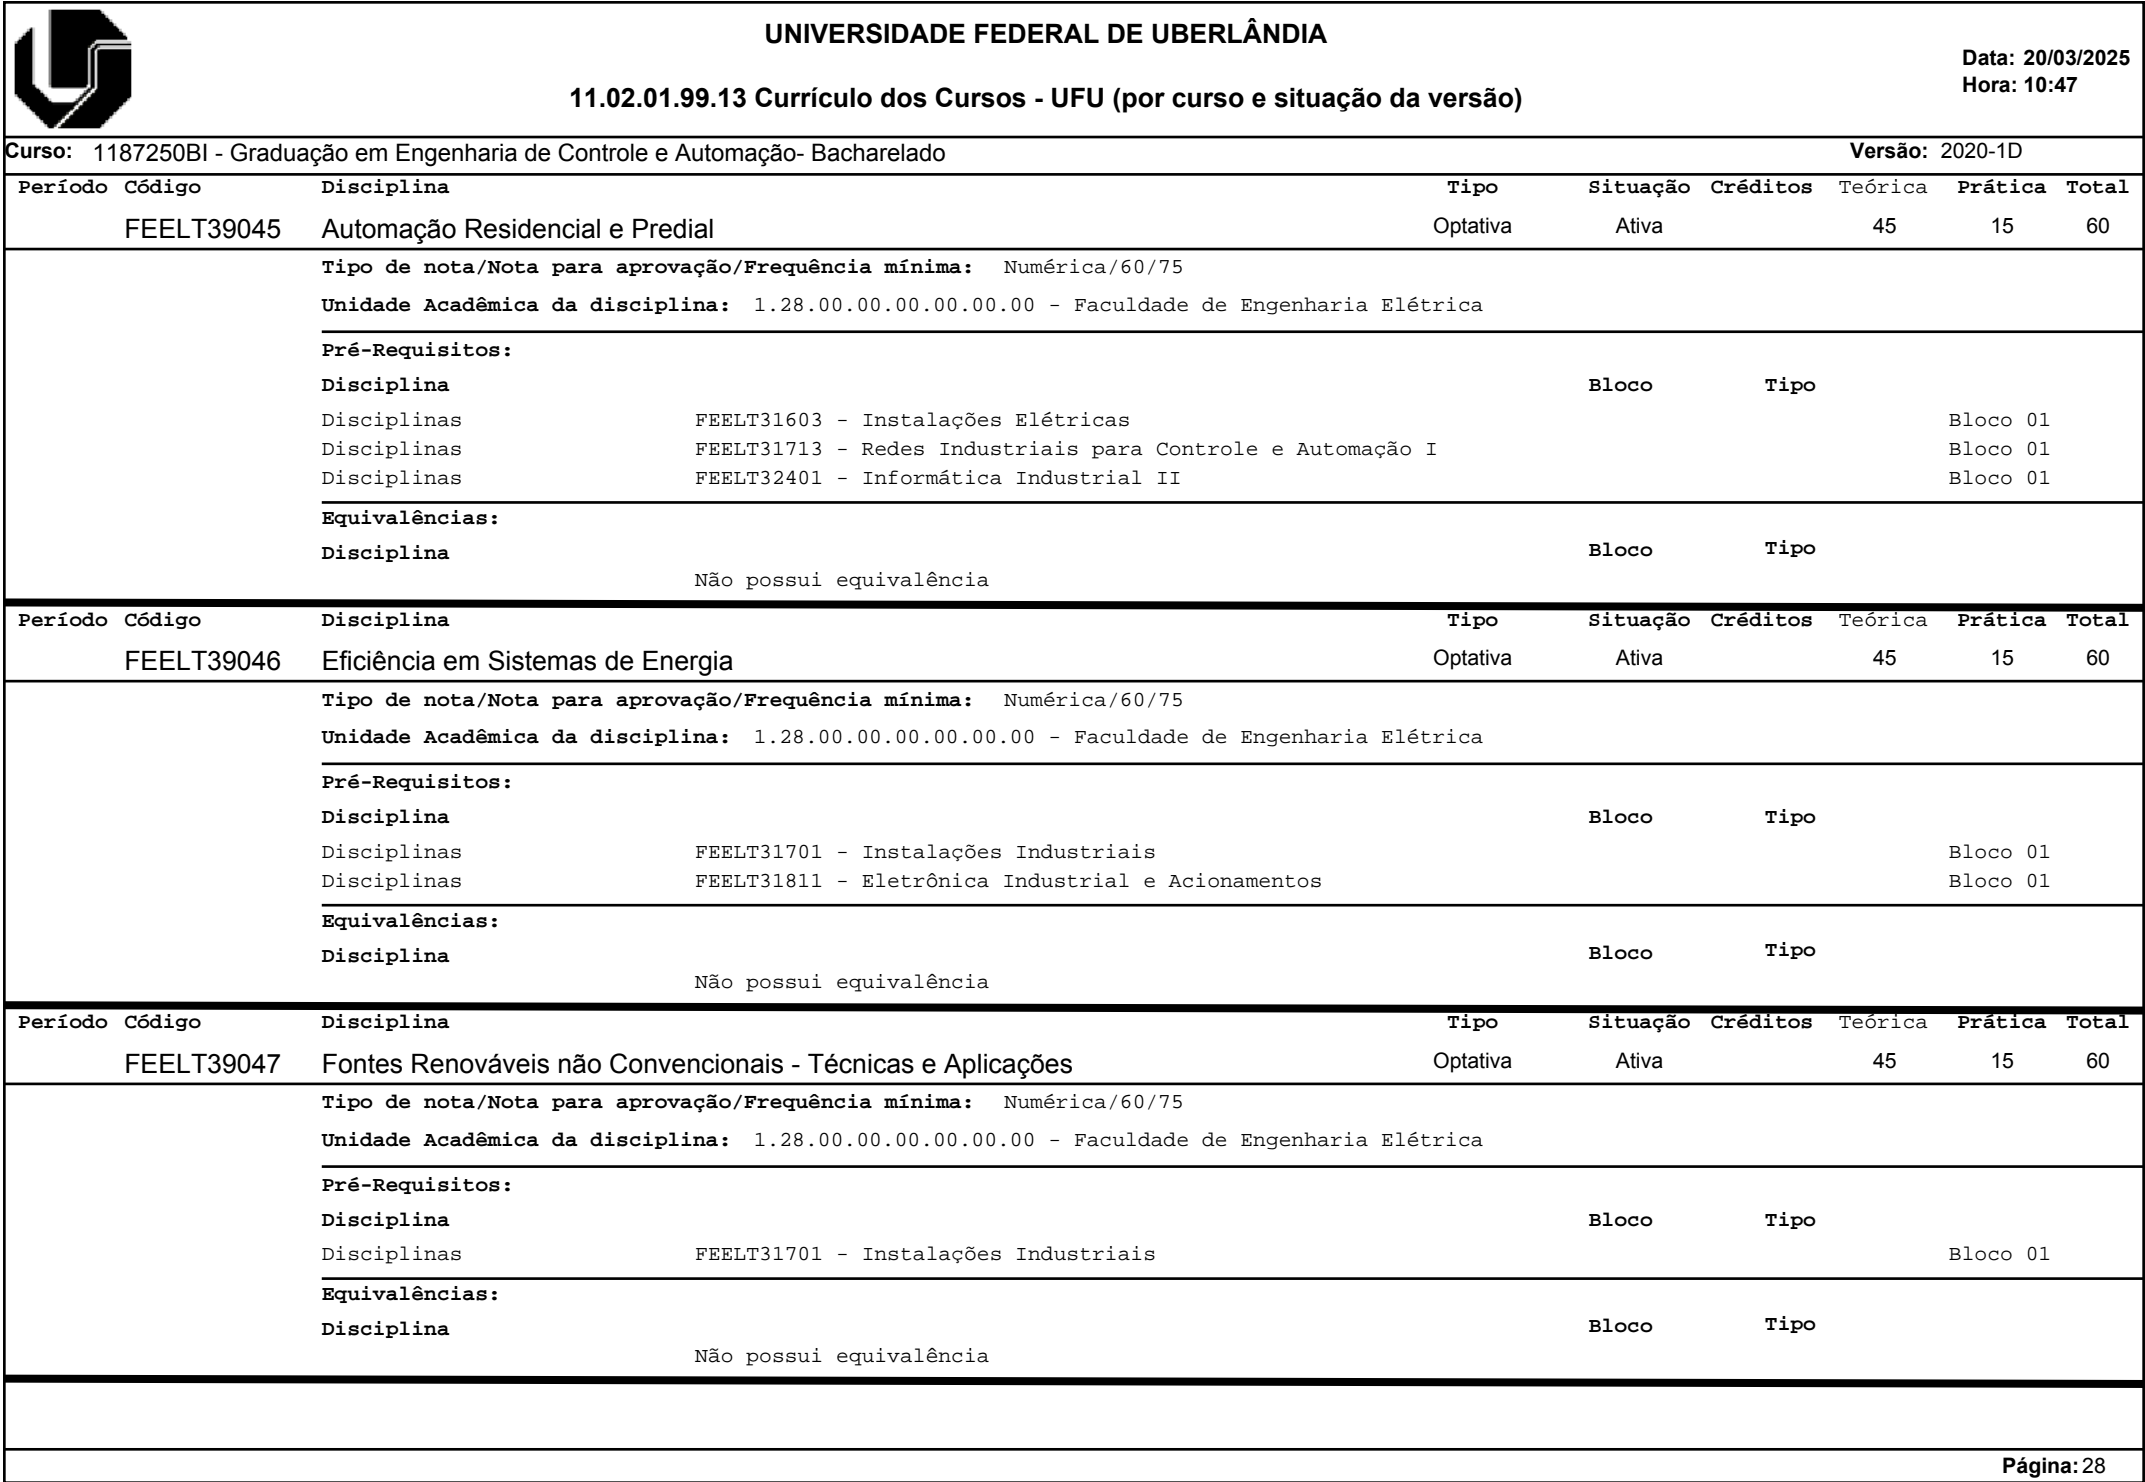 UNIVERSIDADE FEDERAL DE UBERLÂNDIA
Data: 20/03/2025
Hora: 10:47
11.02.01.99.13 Currículo dos Cursos - UFU (por curso e situação da versão)
Curso: 1187250BI - Graduação em Engenharia de Controle e Automação- Bacharelado Versão: 2020-1D
Período Código Disciplina Tipo Situação Créditos Teórica Prática Total
FEELT39045 Automação Residencial e Predial Optativa Ativa 45 15 60
Tipo de nota/Nota para aprovação/Frequência mínima: Numérica/60/75
Unidade Acadêmica da disciplina: 1.28.00.00.00.00.00.00 - Faculdade de Engenharia Elétrica
Pré-Requisitos:
Disciplina Bloco Tipo
Disciplinas FEELT31603 - Instalações Elétricas Bloco 01
Disciplinas FEELT31713 - Redes Industriais para Controle e Automação I Bloco 01
Disciplinas FEELT32401 - Informática Industrial II Bloco 01
Equivalências:
Disciplina Bloco Tipo
Não possui equivalência
Período Código Disciplina Tipo Situação Créditos Teórica Prática Total
FEELT39046 Eficiência em Sistemas de Energia Optativa Ativa 45 15 60
Tipo de nota/Nota para aprovação/Frequência mínima: Numérica/60/75
Unidade Acadêmica da disciplina: 1.28.00.00.00.00.00.00 - Faculdade de Engenharia Elétrica
Pré-Requisitos:
Disciplina Bloco Tipo
Disciplinas FEELT31701 - Instalações Industriais Bloco 01
Disciplinas FEELT31811 - Eletrônica Industrial e Acionamentos Bloco 01
Equivalências:
Disciplina Bloco Tipo
Não possui equivalência
Período Código Disciplina Tipo Situação Créditos Teórica Prática Total
FEELT39047 Fontes Renováveis não Convencionais - Técnicas e Aplicações Optativa Ativa 45 15 60
Tipo de nota/Nota para aprovação/Frequência mínima: Numérica/60/75
Unidade Acadêmica da disciplina: 1.28.00.00.00.00.00.00 - Faculdade de Engenharia Elétrica
Pré-Requisitos:
Disciplina Bloco Tipo
Disciplinas FEELT31701 - Instalações Industriais Bloco 01
Equivalências:
Disciplina Bloco Tipo
Não possui equivalência
Página: 28